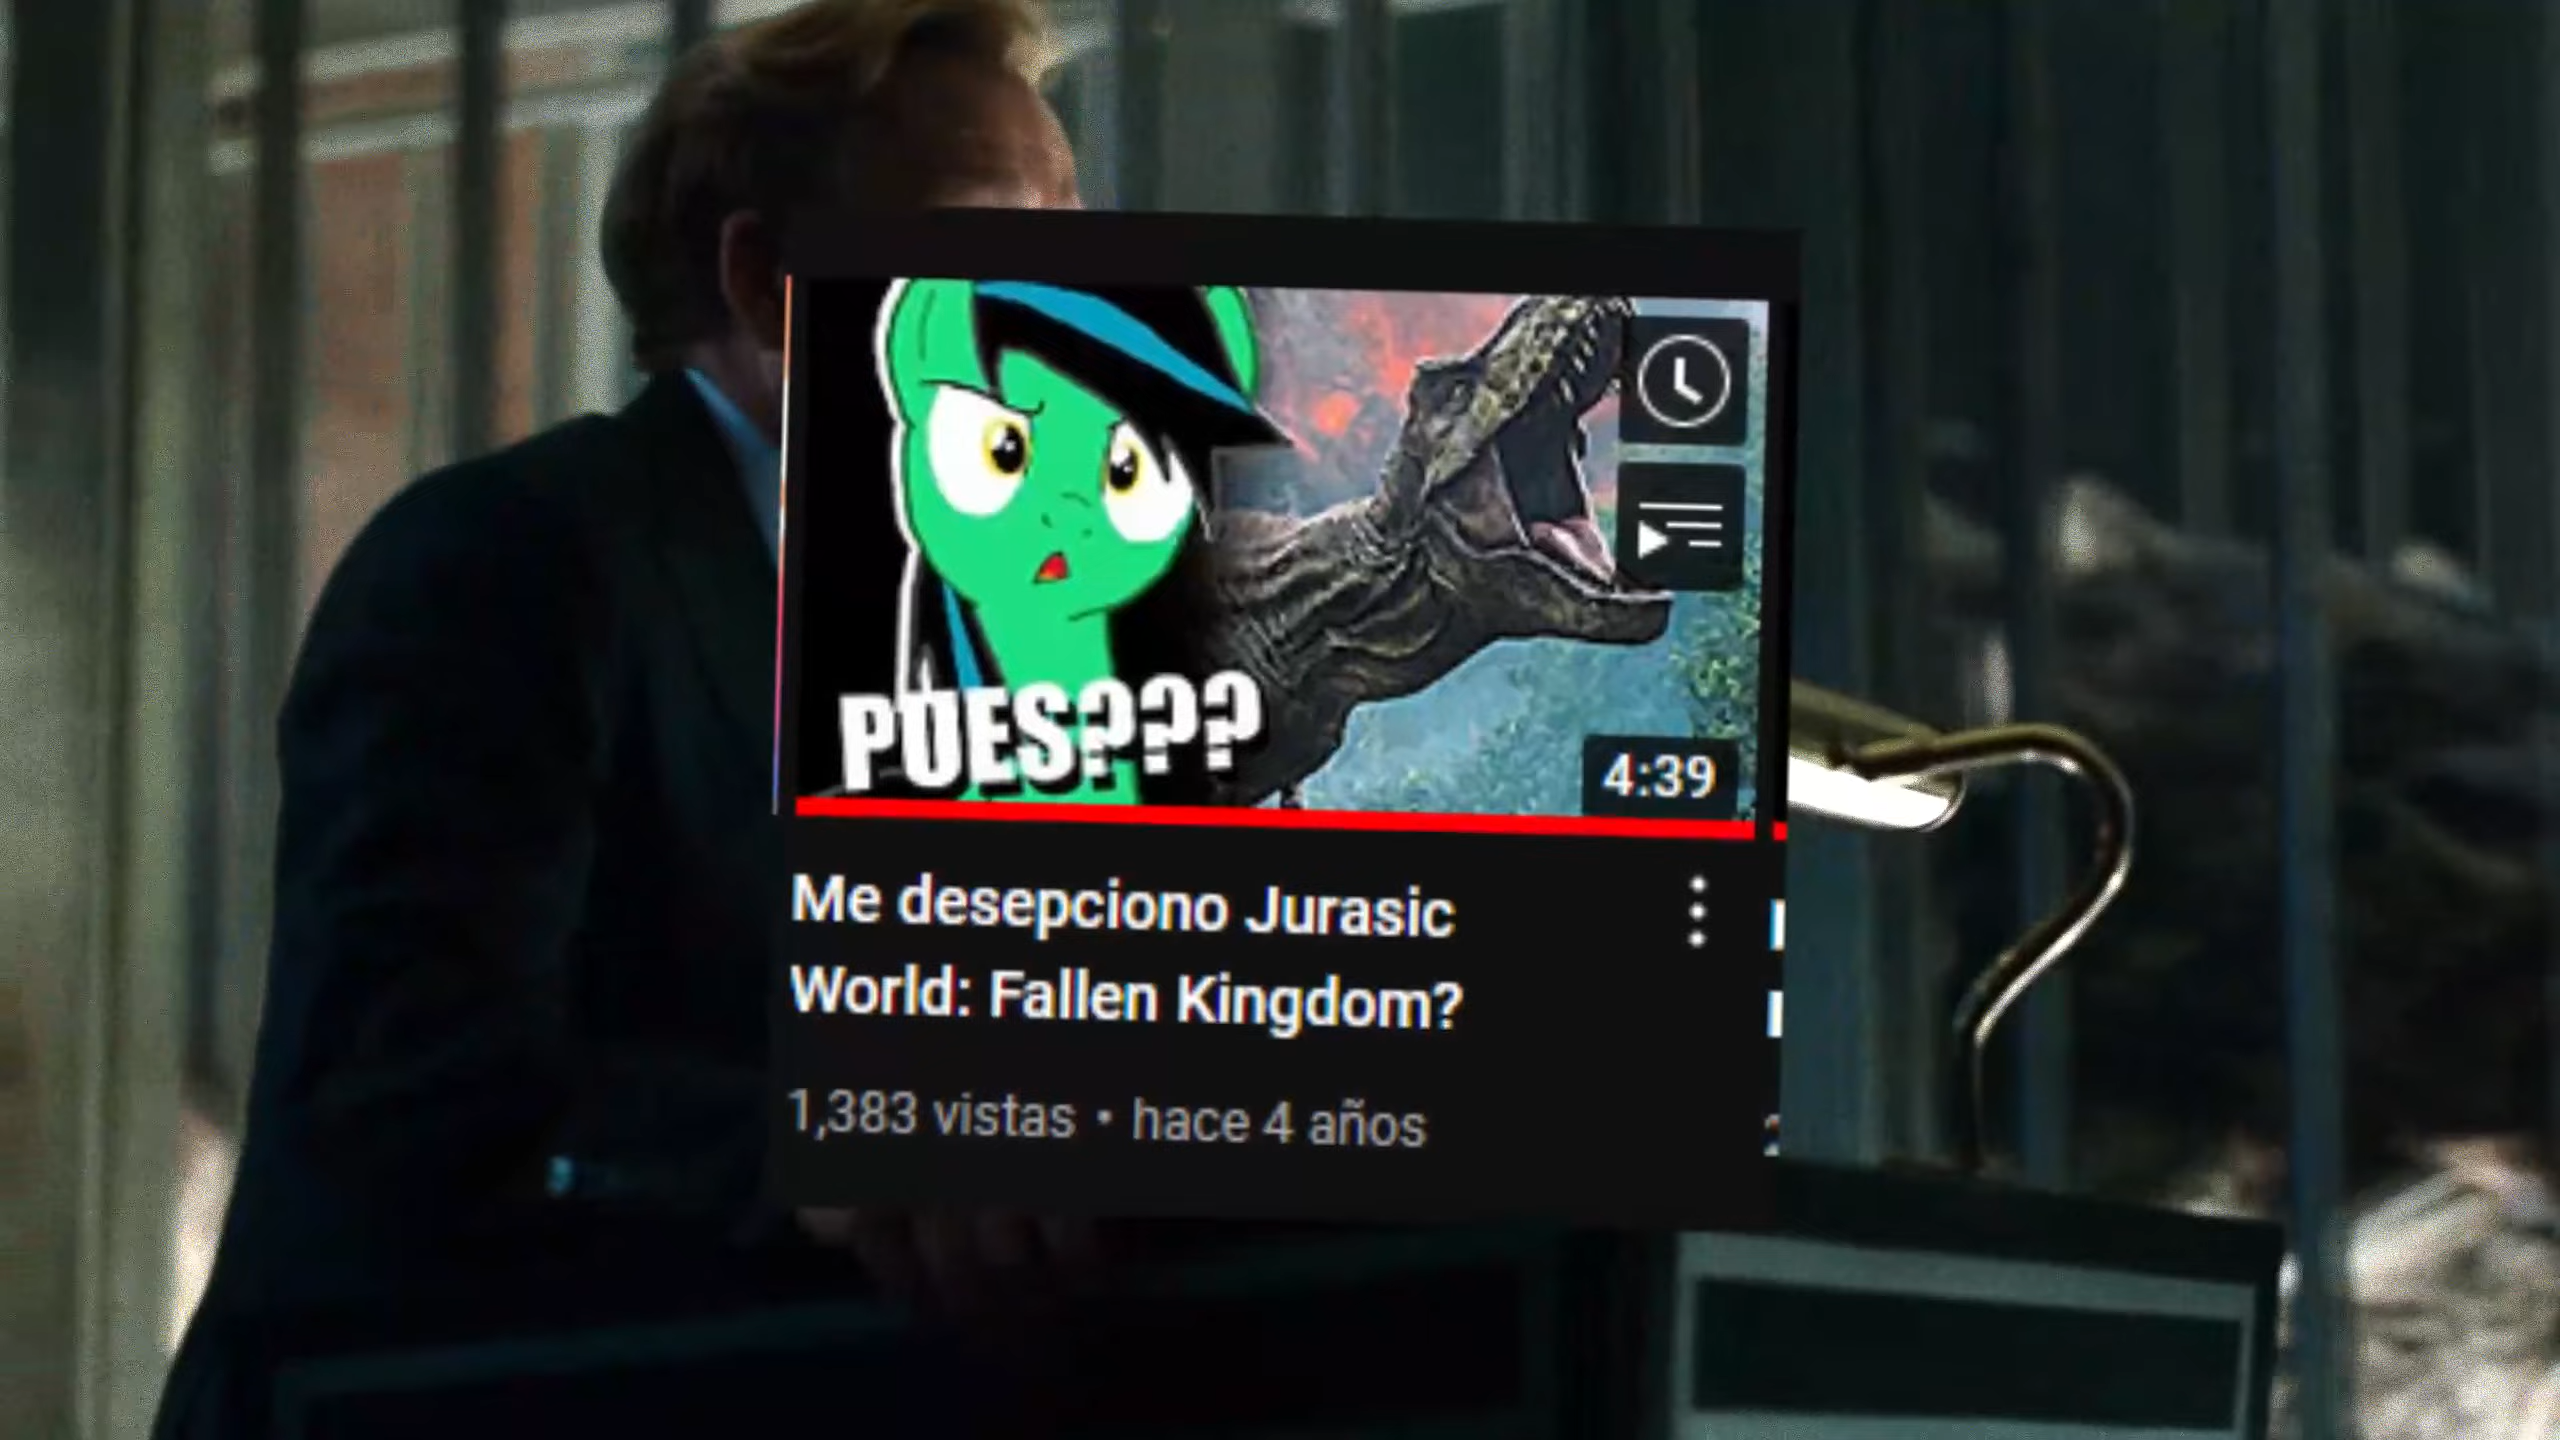 PUES???
4:39
Me desepciono Jurasic
World: Fallen Kingdom?
1,383 vistas • hace 4 años